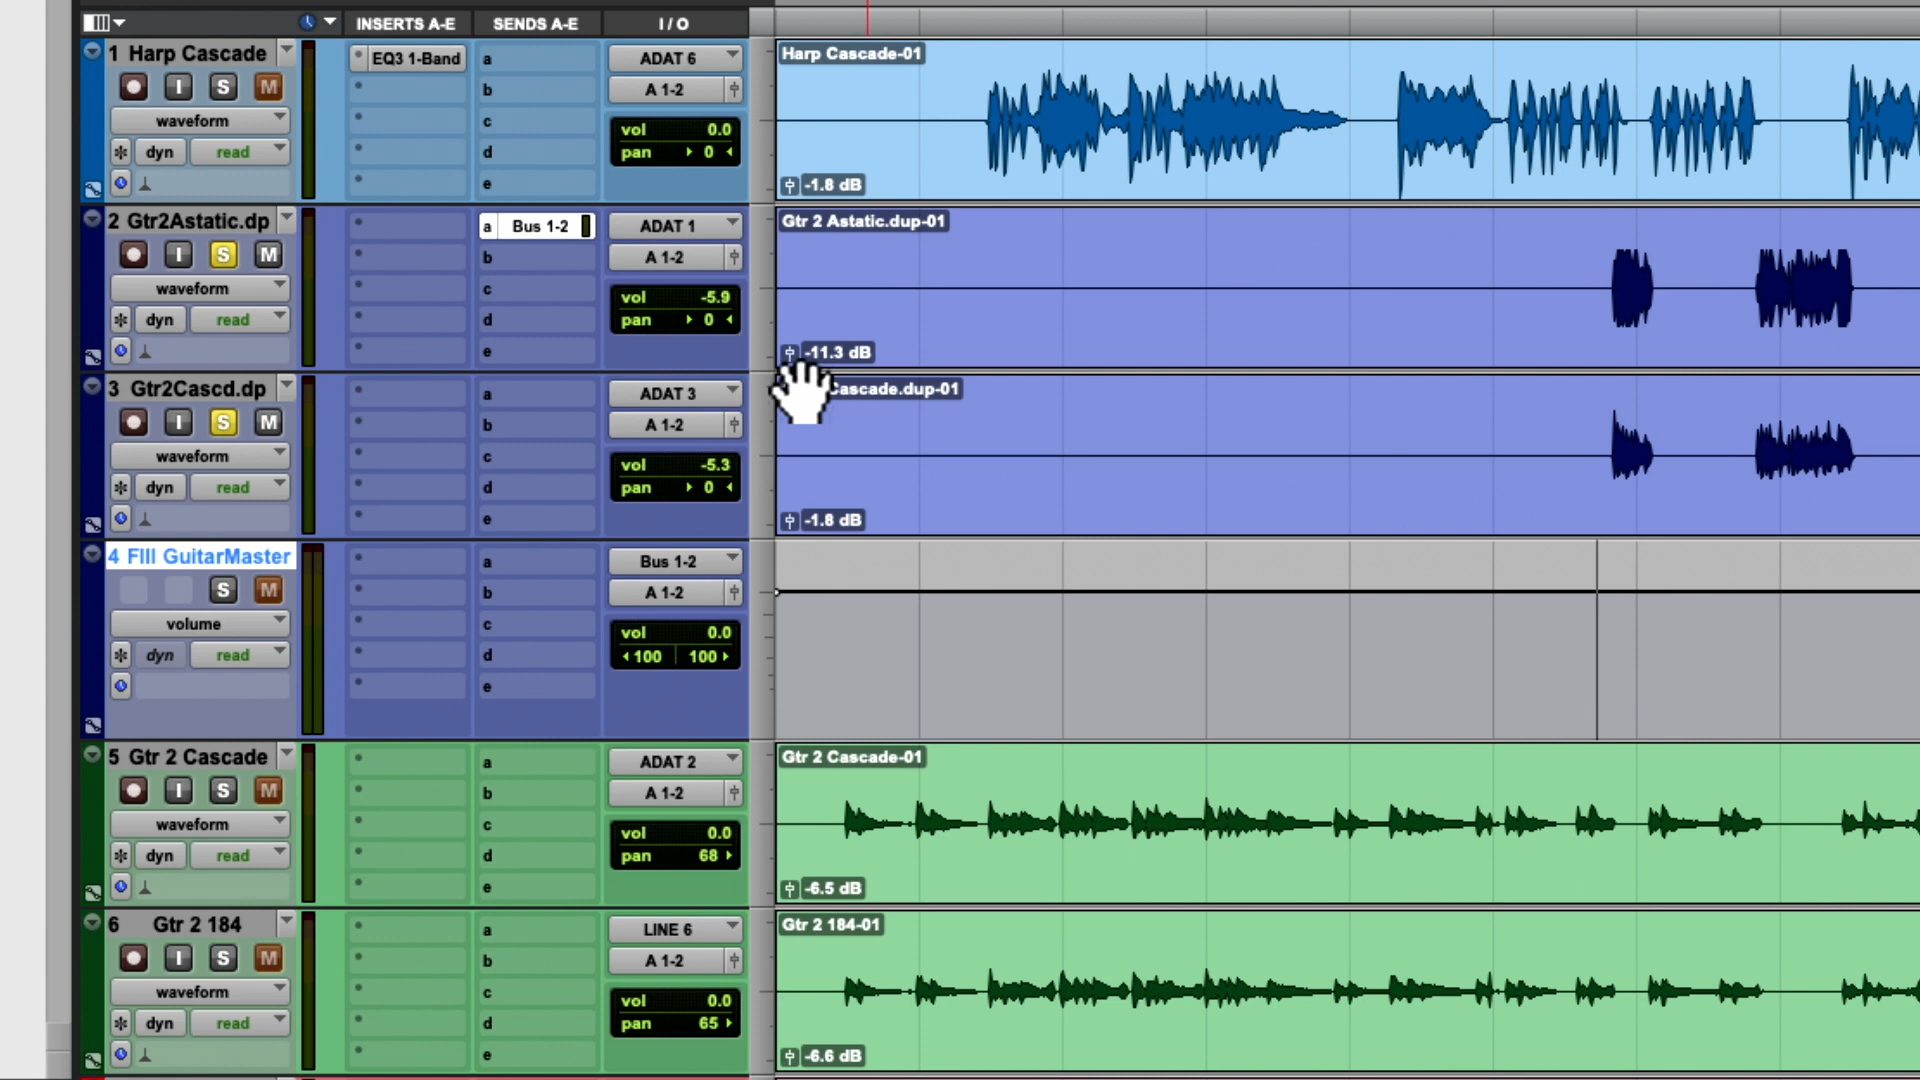 INSERTS A-E SENDS A-E I / O
1 Harp Cascade
I S M
waveform
dyn read
EQ3 1-Band
a
b
c
d
e
ADAT 6
A 1-2
vol 0.0
pan 0
Harp Cascade-01
-1.8 dB
2 Gtr2Astatic.dp
I S M
waveform
dyn read
a Bus 1-2
b
c
d
e
ADAT 1
A 1-2
vol -5.9
pan 0
Gtr 2 Astatic.dup-01
-11.3 dB
3 Gtr2Cascd.dp
I S M
waveform
dyn read
a
b
c
d
e
ADAT 3
A 1-2
vol -5.3
pan 0
Cascade.dup-01
-1.8 dB
4 FIll GuitarMaster
S M
volume
dyn read
a
b
c
d
e
Bus 1-2
A 1-2
vol 0.0
100 100
5 Gtr 2 Cascade
I S M
waveform
dyn read
a
b
c
d
e
ADAT 2
A 1-2
vol 0.0
pan 68
Gtr 2 Cascade-01
-6.5 dB
6 Gtr 2 184
I S M
waveform
dyn read
a
b
c
d
e
LINE 6
A 1-2
vol 0.0
pan 65
Gtr 2 184-01
-6.6 dB